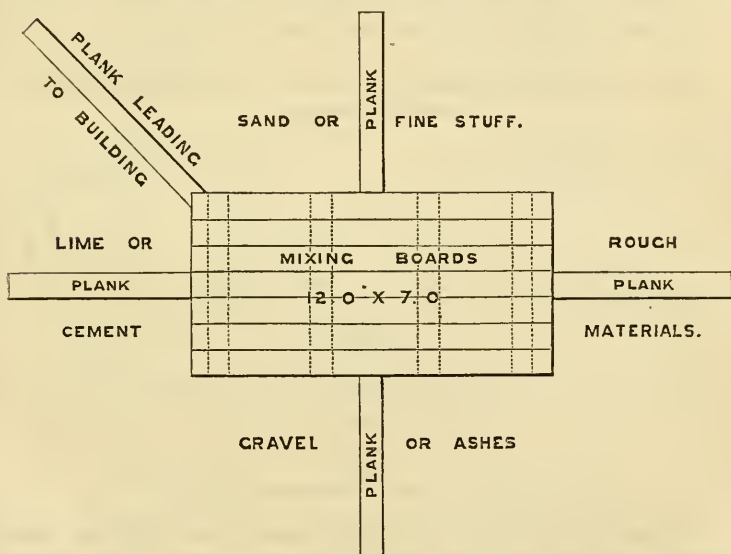 PLANK LEADING
TO BUILDING
SAND OR
PLANK
FINE STUFF.
LIME OR
PLANK
CEMENT
MIXING BOARDS
12.0 X 7.0
ROUGH
PLANK
MATERIALS.
GRAVEL
PLANK
OR ASHES